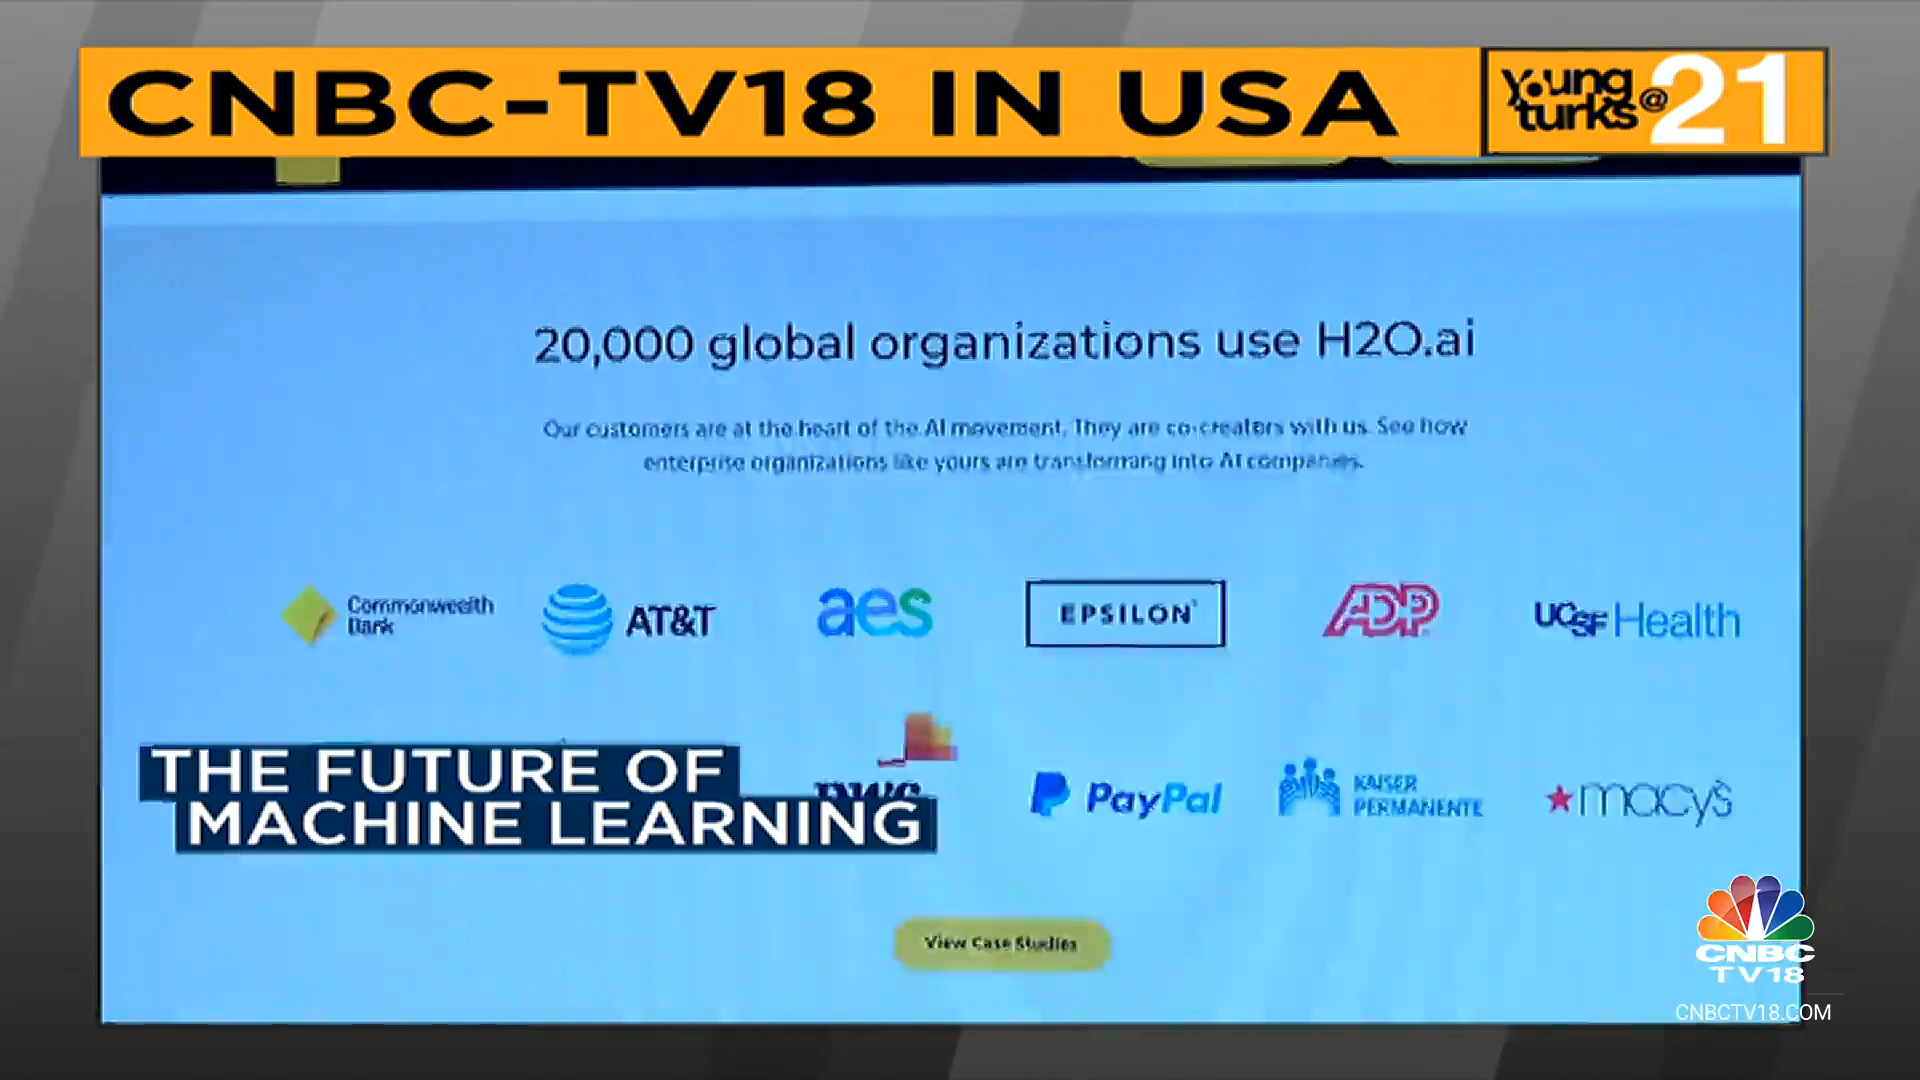 CNBC-TV18 IN USA
young turks @ 21
20,000 global organizations use H2O.ai
Our customers are at the heart of the AI movement. They are co-creators with us. See how
enterprise organizations like yours are transforming into AI companies.
Commonwealth
Bank
AT&T
aes
EPSILON
ADP
UCSF Health
pwc
PayPal
KAISER
PERMANENTE
macy's
THE FUTURE OF
MACHINE LEARNING
View Case Studies
CNBC
TV18
CNBCTV18.COM